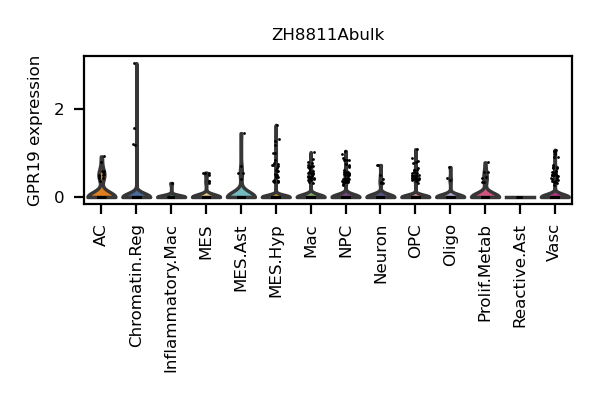 ZH8811Abulk
GPR19 expression
2
0
AC
Chromatin.Reg
Inflammatory.Mac
MES
MES.Ast
MES.Hyp
Mac
NPC
Neuron
OPC
Oligo
Prolif.Metab
Reactive.Ast
Vasc